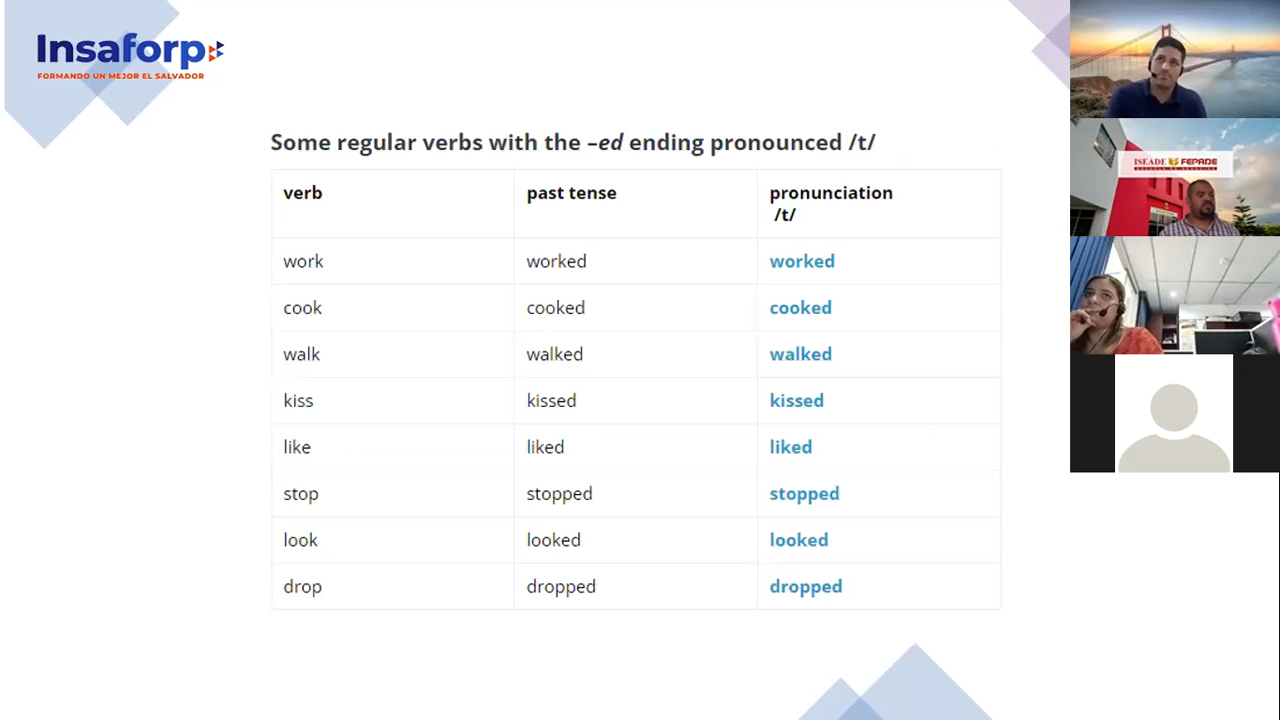 Insaforp
FORMANDO UN MEJOR EL SALVADOR
Some regular verbs with the –ed ending pronounced /t/
verb past tense pronunciation /t/
work worked worked
cook cooked cooked
walk walked walked
kiss kissed kissed
like liked liked
stop stopped stopped
look looked looked
drop dropped dropped
ISEADE FEPADE